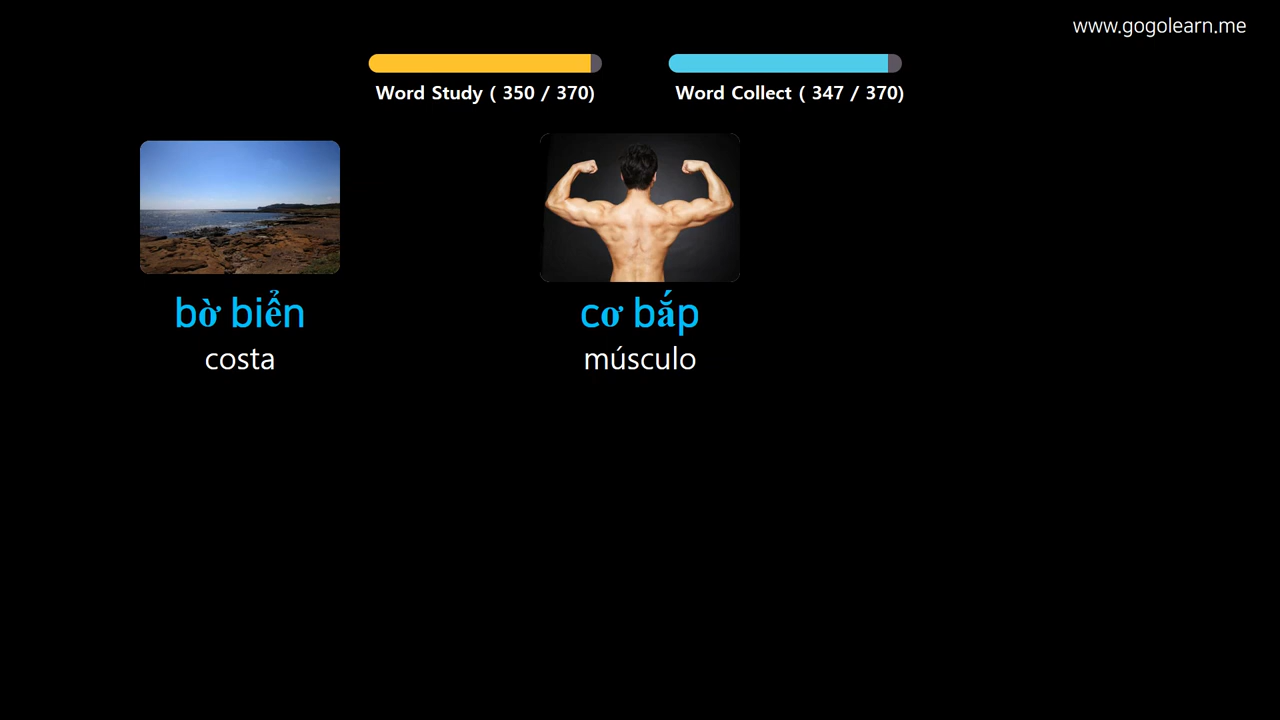 www.gogolearn.me
Word Study ( 350 / 370)
Word Collect ( 347 / 370)
bờ biển
costa
cơ bắp
músculo